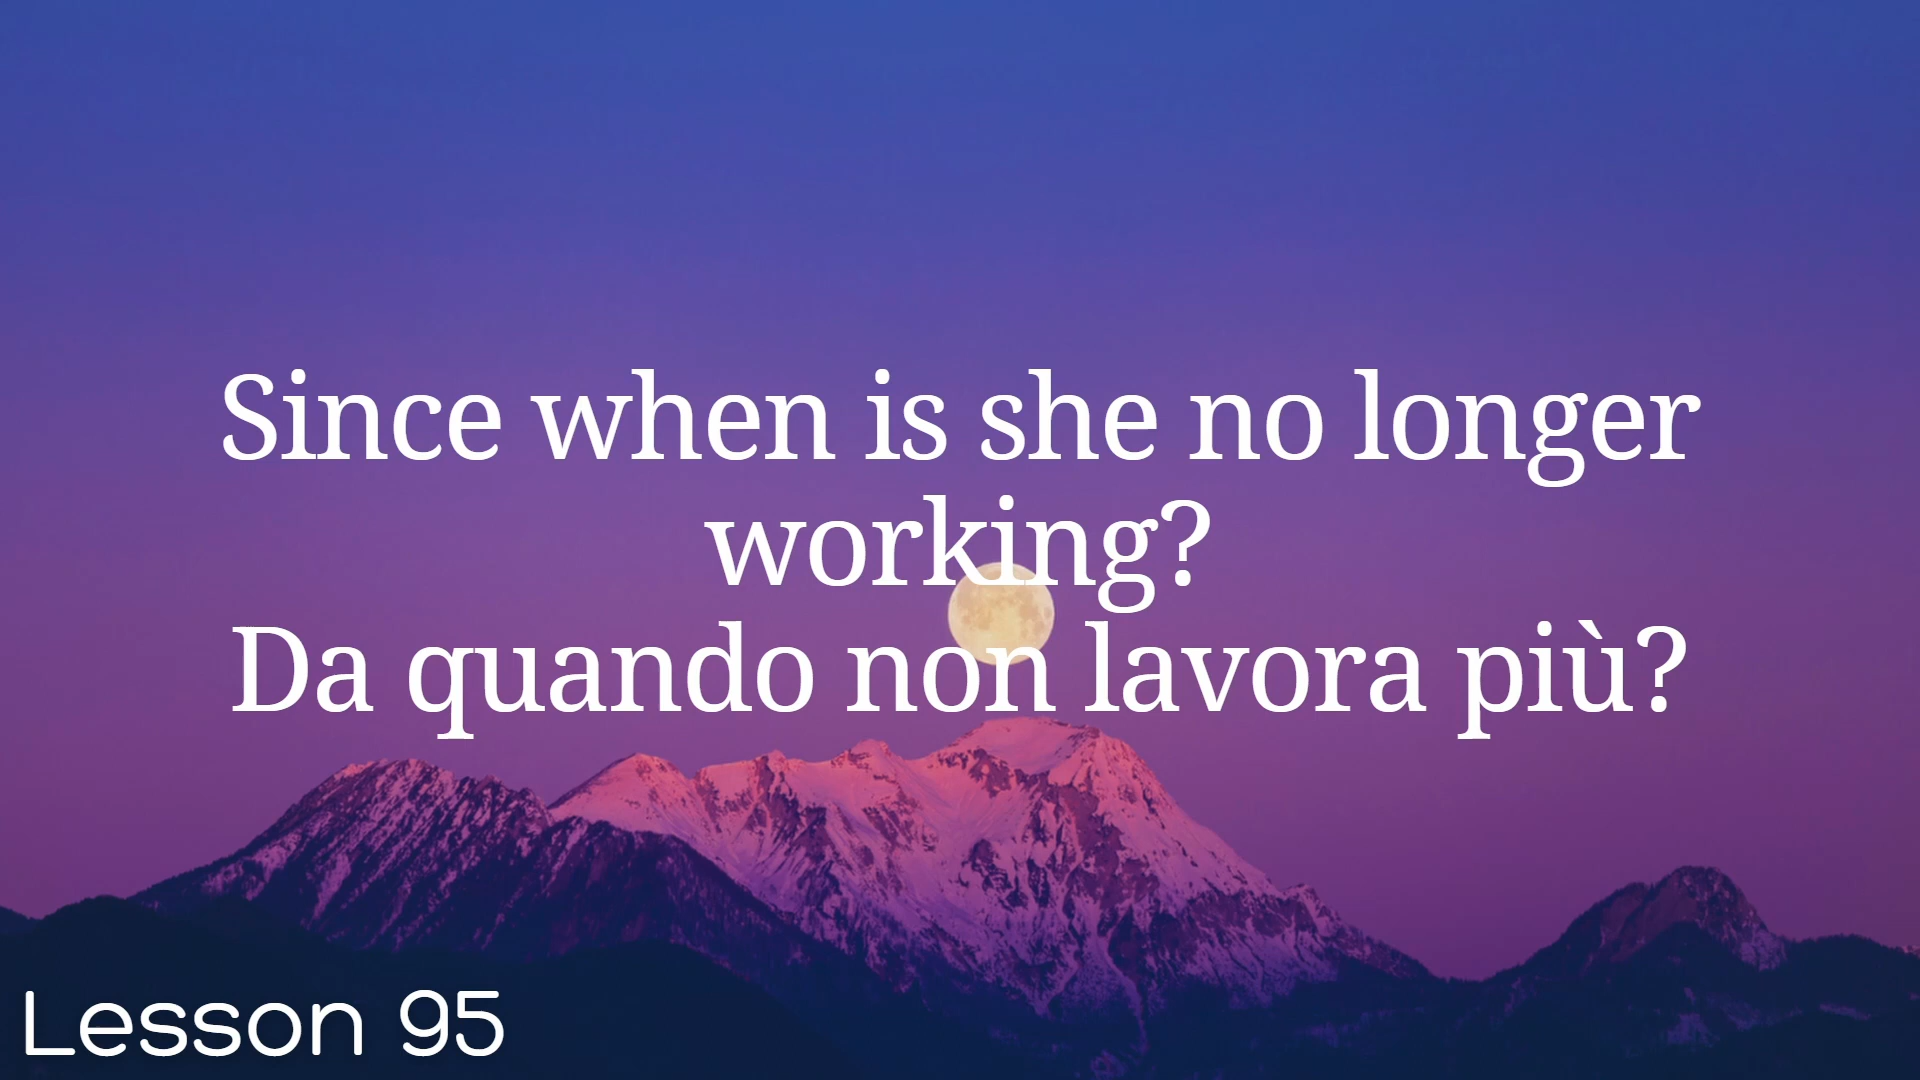 Since when is she no longer
working?
Da quando non lavora più?
Lesson 95